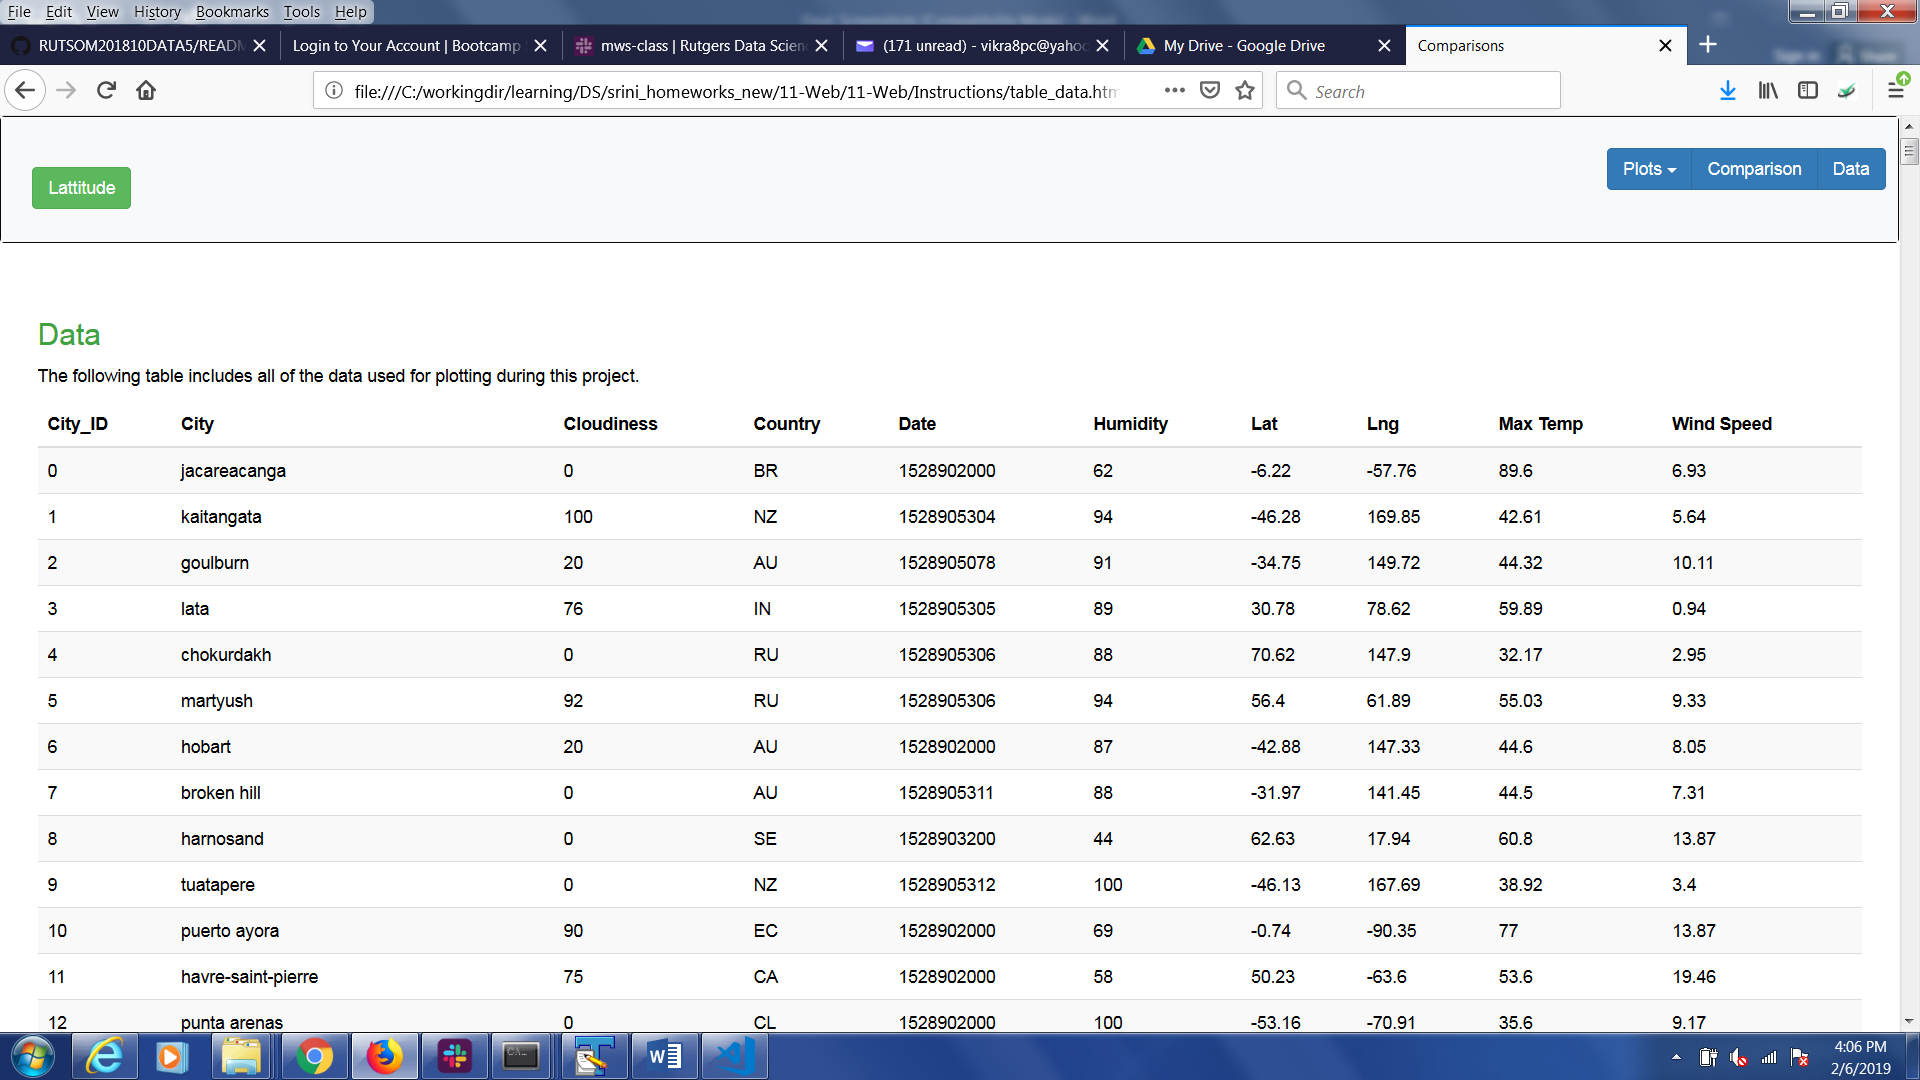 File Edit View History Bookmarks Tools Help
RUTSOM201810DATA5/READM
Login to Your Account | Bootcamp
mws-class | Rutgers Data Scien
(171 unread) - vikra8pc@yahoo
My Drive - Google Drive
Comparisons
file:///C:/workingdir/learning/DS/srini_homeworks_new/11-Web/11-Web/Instructions/table_data.htm
Search
Lattitude
Plots Comparison Data
Data
The following table includes all of the data used for plotting during this project.
City_ID City Cloudiness Country Date Humidity Lat Lng Max Temp Wind Speed
0 jacareacanga 0 BR 1528902000 62 -6.22 -57.76 89.6 6.93
1 kaitangata 100 NZ 1528905304 94 -46.28 169.85 42.61 5.64
2 goulburn 20 AU 1528905078 91 -34.75 149.72 44.32 10.11
3 lata 76 IN 1528905305 89 30.78 78.62 59.89 0.94
4 chokurdakh 0 RU 1528905306 88 70.62 147.9 32.17 2.95
5 martyush 92 RU 1528905306 94 56.4 61.89 55.03 9.33
6 hobart 20 AU 1528902000 87 -42.88 147.33 44.6 8.05
7 broken hill 0 AU 1528905311 88 -31.97 141.45 44.5 7.31
8 harnosand 0 SE 1528903200 44 62.63 17.94 60.8 13.87
9 tuatapere 0 NZ 1528905312 100 -46.13 167.69 38.92 3.4
10 puerto ayora 90 EC 1528902000 69 -0.74 -90.35 77 13.87
11 havre-saint-pierre 75 CA 1528902000 58 50.23 -63.6 53.6 19.46
12 punta arenas 0 CL 1528902000 100 -53.16 -70.91 35.6 9.17
4:06 PM
2/6/2019